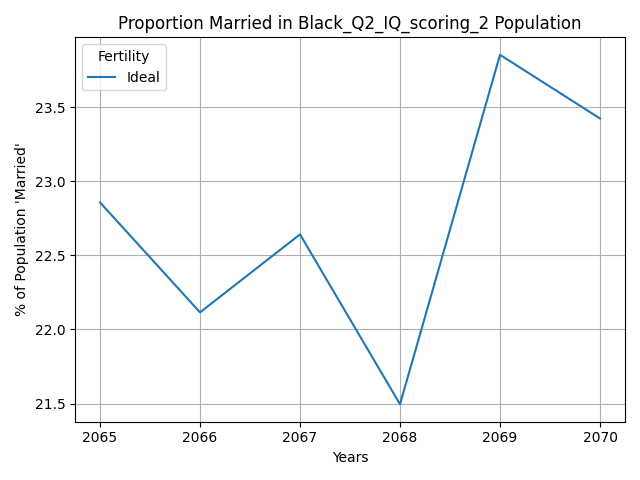 Proportion Married in Black_Q2_IQ_scoring_2 Population
Fertility
Ideal
% of Population 'Married'
23.5
23.0
22.5
22.0
21.5
2065 2066 2067 2068 2069 2070
Years